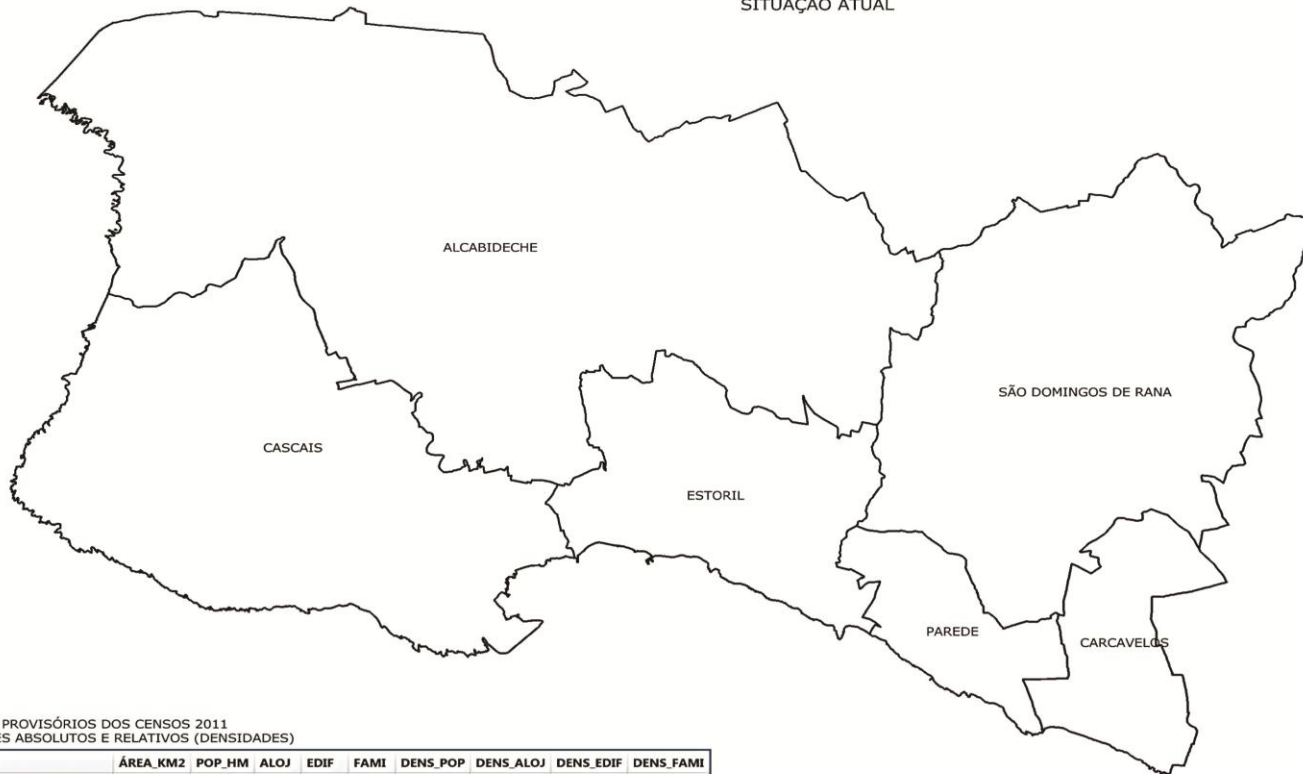 SITUAÇÃO ATUAL
ALCABIDECHE
SÃO DOMINGOS DE RANA
CASCAIS
ESTORIL
PAREDE
CARCAVELOS
PROVISÓRIOS DOS CENSOS 2011
ES ABSOLUTOS E RELATIVOS (DENSIDADES)
ÁREA_KM2 POP_HM ALOJ EDIF FAMI DENS_POP DENS_ALOJ DENS_EDIF DENS_FAMI